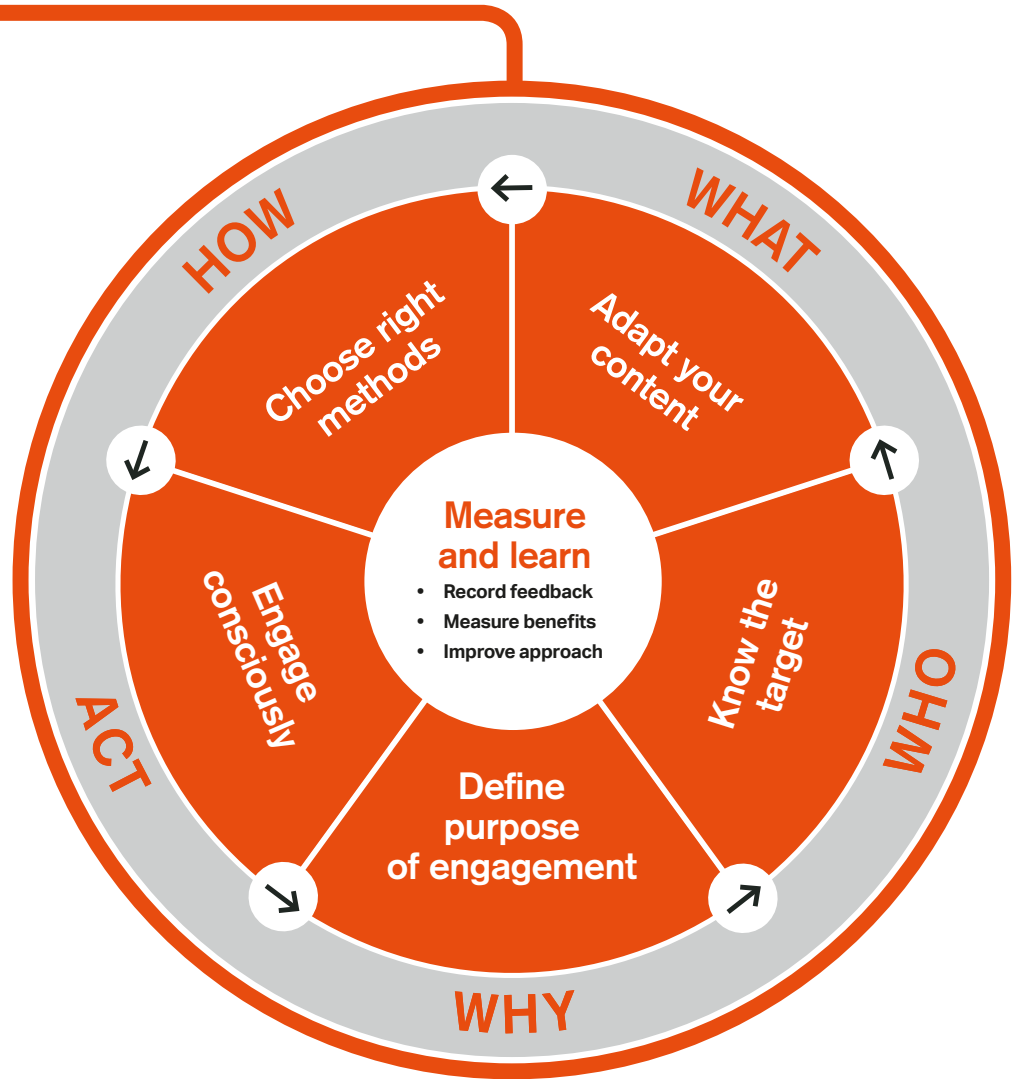 HOW
WHAT
Choose right
methods
Adapt your
content
Measure
and learn
• Record feedback
• Measure benefits
• Improve approach
Engage
consciously
Know the
target
ACT
WHO
Define
purpose
of engagement
WHY